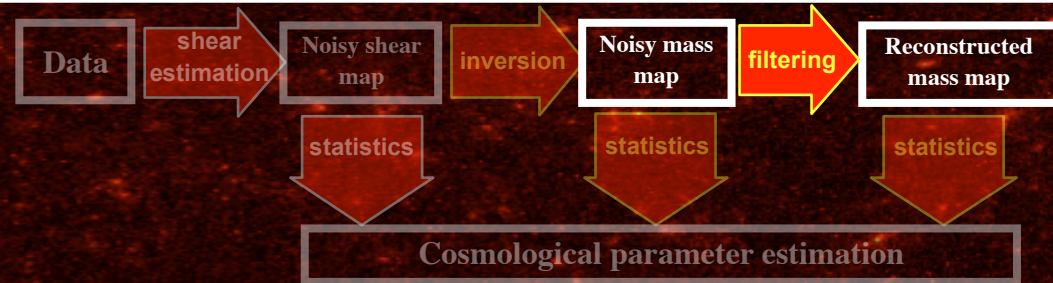 Data
shear
estimation
Noisy shear
map
inversion
Noisy mass
map
filtering
Reconstructed
mass map
statistics
statistics
statistics
Cosmological parameter estimation